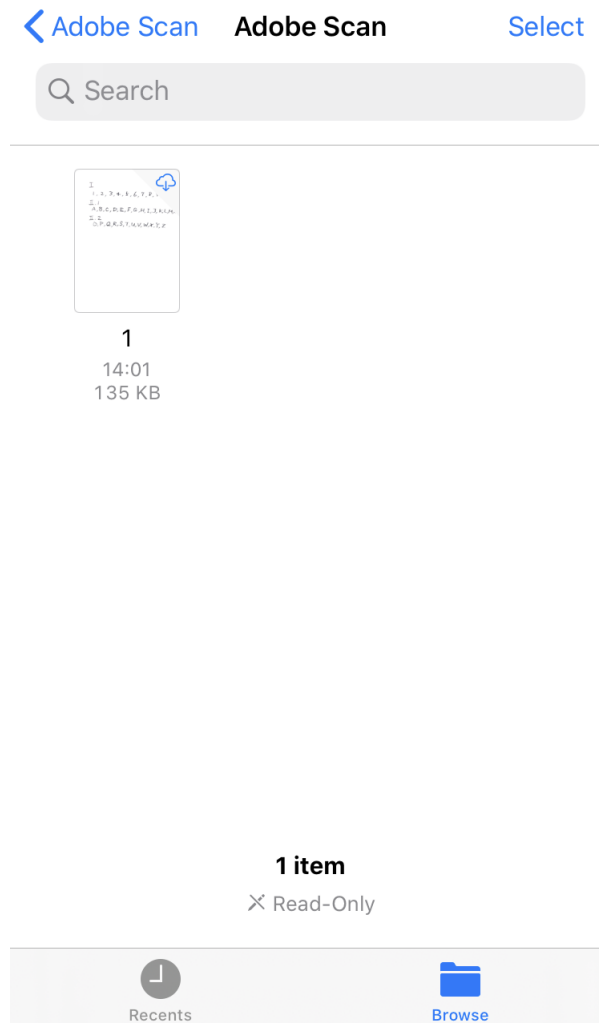 Adobe Scan Adobe Scan Select
Search
1
14:01
135 KB
1 item
Read-Only
Recents Browse